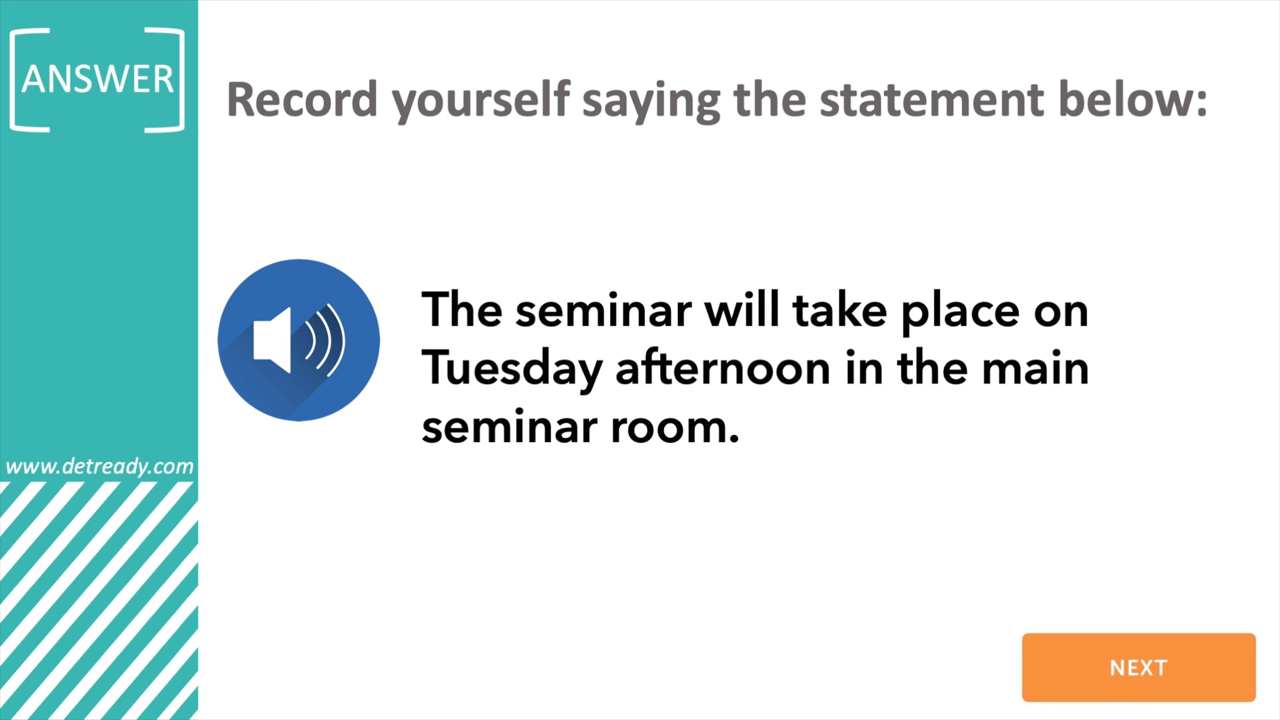 ANSWER
Record yourself saying the statement below:
The seminar will take place on
Tuesday afternoon in the main
seminar room.
www.detready.com
NEXT